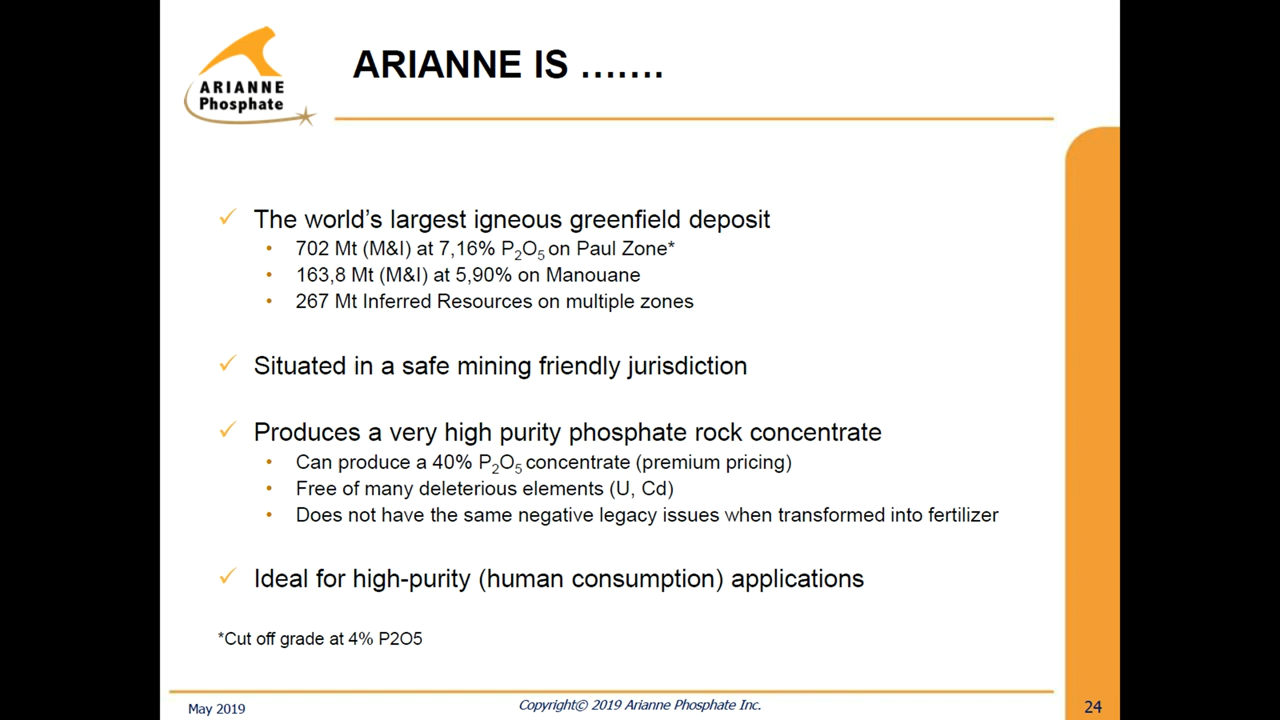 ARIANNE
Phosphate
ARIANNE IS …….
✓ The world’s largest igneous greenfield deposit
• 702 Mt (M&I) at 7,16% P₂O₅ on Paul Zone*
• 163,8 Mt (M&I) at 5,90% on Manouane
• 267 Mt Inferred Resources on multiple zones
✓ Situated in a safe mining friendly jurisdiction
✓ Produces a very high purity phosphate rock concentrate
• Can produce a 40% P₂O₅ concentrate (premium pricing)
• Free of many deleterious elements (U, Cd)
• Does not have the same negative legacy issues when transformed into fertilizer
✓ Ideal for high-purity (human consumption) applications
*Cut off grade at 4% P2O5
May 2019
Copyright© 2019 Arianne Phosphate Inc.
24